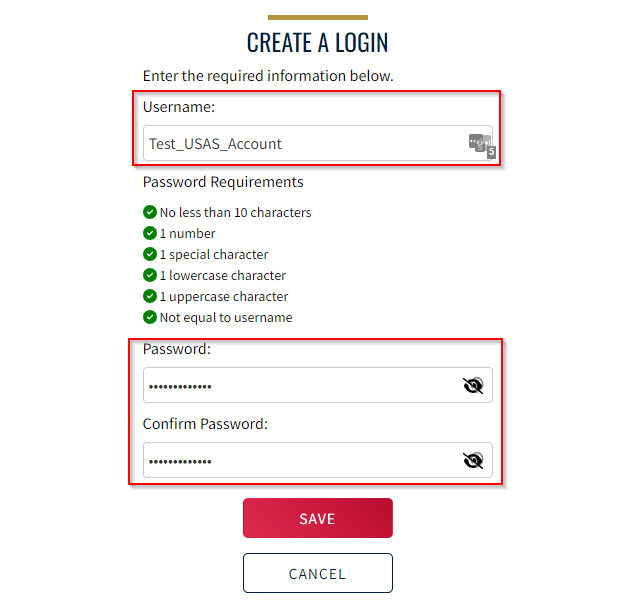 CREATE A LOGIN
Enter the required information below.
Username:
Test_USAS_Account
5
Password Requirements
No less than 10 characters
1 number
1 special character
1 lowercase character
1 uppercase character
Not equal to username
Password:
•••••••••••••
Confirm Password:
•••••••••••••
SAVE
CANCEL